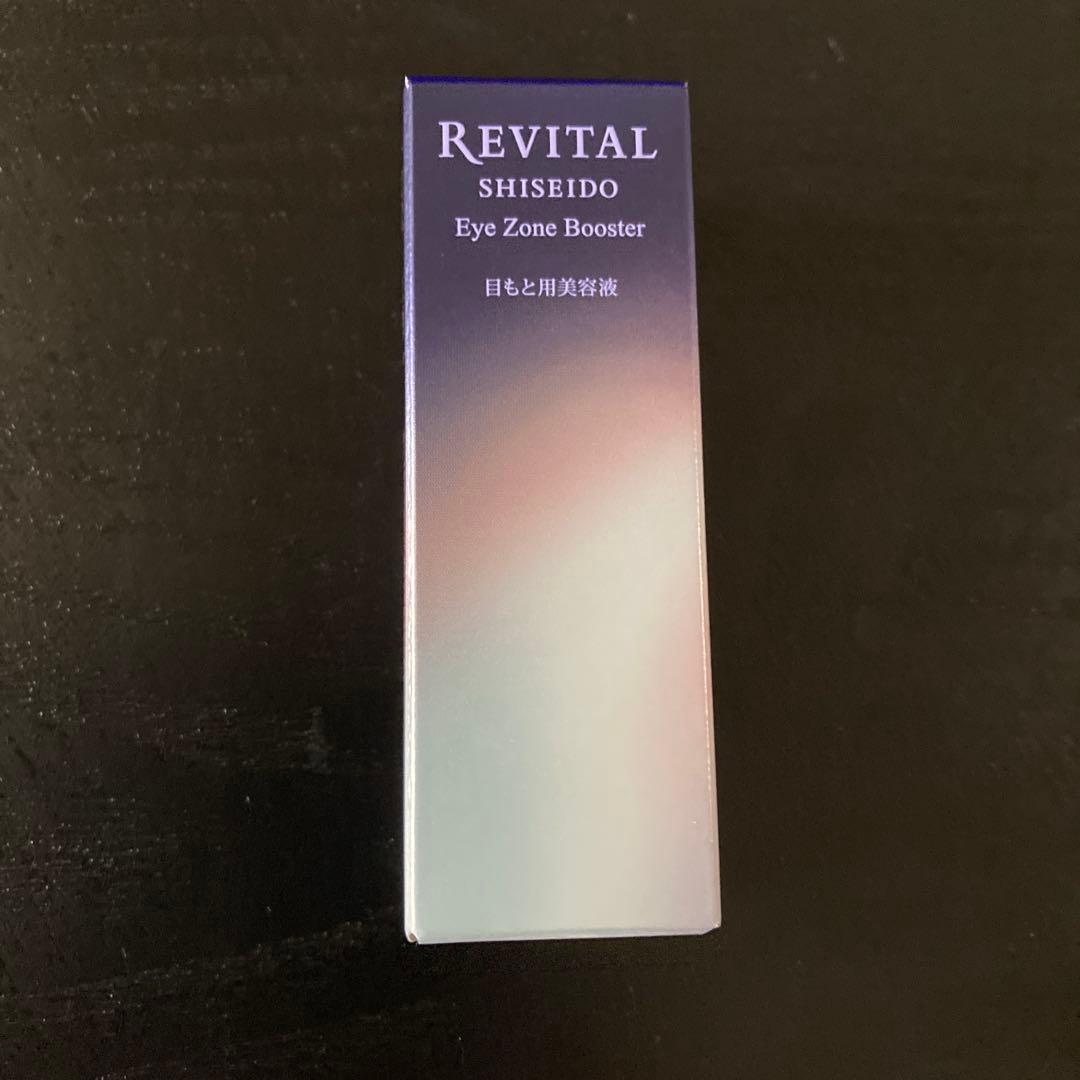 REVITAL
SHISEIDO
Eye Zone Booster
目もと用美容液